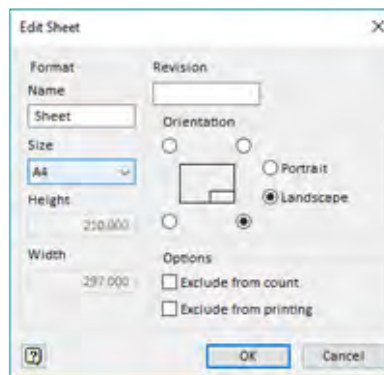 Edit Sheet
Format
Name
Sheet
Size
A4
Height
210.000
Width
297.000
Revision
Orientation
Portrait
Landscape
Options
Exclude from count
Exclude from printing
OK
Cancel